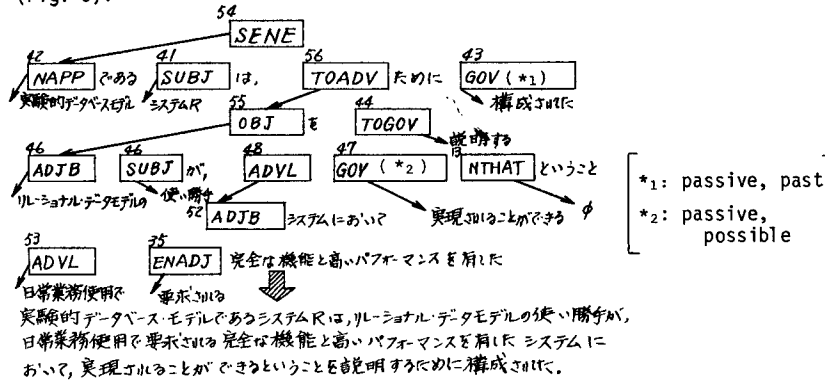 54
SENE
42 41 56 43
NAPP である SUBJ は, TOADV ために GOV (*1)
実験的データベースモデル システムR 55 44 構成された
OBJ を TOGOV
46 46 48 47 説明する
13
ADJB SUBJ が, ADVL GOV (*2) NTHAT ということ
リレーショナル・データモデルの 使い勝手 52 ADJB システムにおいて 実現されることができる φ
*1: passive, past
*2: passive,
possible
53 35
ADVL ENADJ 完全な機能と高いパフォーマンスを有した
日常業務使用で 要求される
実験的データベース・モデルであるシステムRは,リレーショナル・データモデルの使い勝手が,
日常業務使用で要求される完全な機能と高いパフォーマンスを有したシステムに
おいて,実現されることができるということを説明するために構成された.